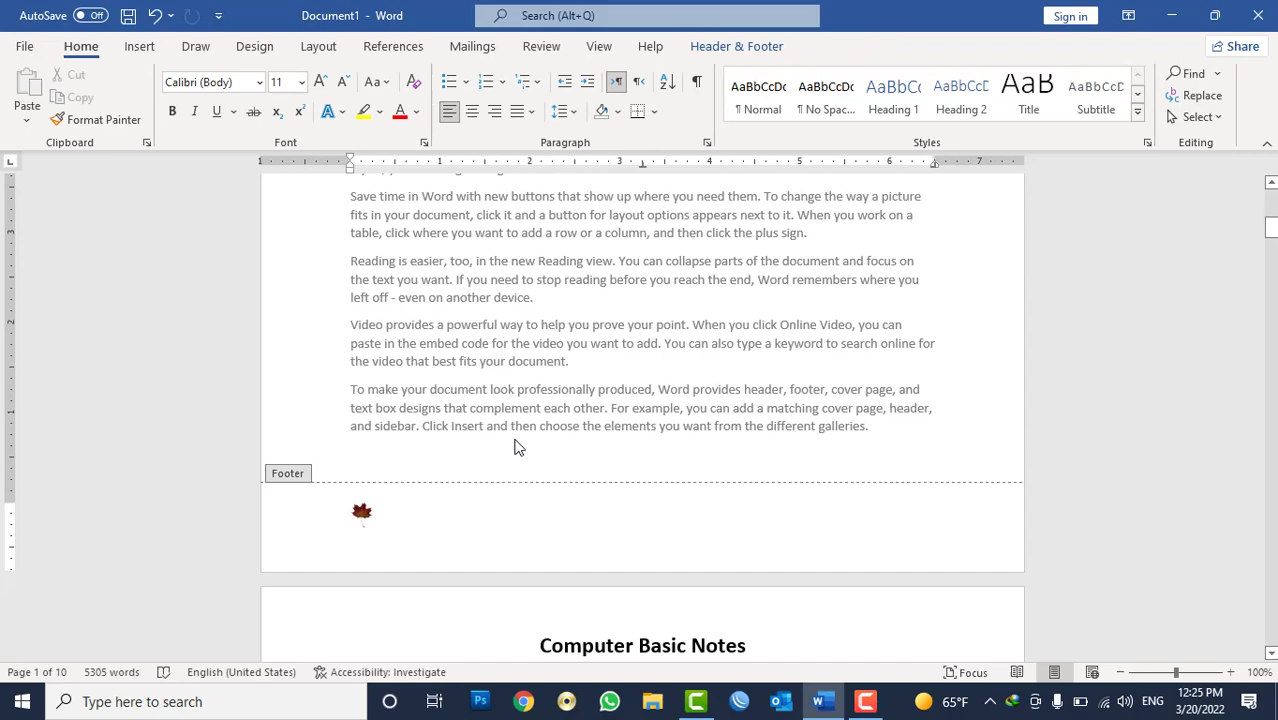 AutoSave Off Document1 - Word Search (Alt+Q) Sign in
File Home Insert Draw Design Layout References Mailings Review View Help Header & Footer Share
Paste Cut Copy Format Painter
Calibri (Body) 11
¶ Normal ¶ No Spac... Heading 1 Heading 2 Title Subtitle
Find Replace Select
Clipboard Font Paragraph Styles Editing
Save time in Word with new buttons that show up where you need them. To change the way a picture
fits in your document, click it and a button for layout options appears next to it. When you work on a
table, click where you want to add a row or a column, and then click the plus sign.
Reading is easier, too, in the new Reading view. You can collapse parts of the document and focus on
the text you want. If you need to stop reading before you reach the end, Word remembers where you
left off - even on another device.
Video provides a powerful way to help you prove your point. When you click Online Video, you can
paste in the embed code for the video you want to add. You can also type a keyword to search online for
the video that best fits your document.
To make your document look professionally produced, Word provides header, footer, cover page, and
text box designs that complement each other. For example, you can add a matching cover page, header,
and sidebar. Click Insert and then choose the elements you want from the different galleries.
Footer
Computer Basic Notes
Page 1 of 10 5305 words English (United States) Accessibility: Investigate Focus 100%
Type here to search 65°F ENG 12:25 PM
3/20/2022